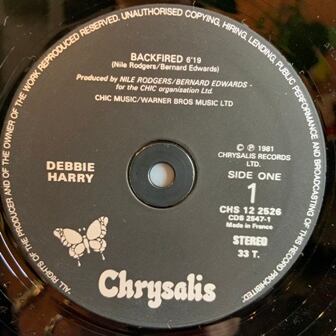 ALL RIGHTS OF THE PRODUCER AND OF THE OWNER OF THE WORK REPRODUCED RESERVED. UNAUTHORISED COPYING, HIRING, LENDING, PUBLIC PERFORMANCE AND BROADCASTING OF THIS RECORD PROHIBITED.
BACKFIRED 6'19
(Nile Rodgers/Bernard Edwards)
Produced by NILE RODGERS/BERNARD EDWARDS -
for the CHIC organisation Ltd.
CHIC MUSIC/WARNER BROS MUSIC LTD
DEBBIE
HARRY
© ℗ 1981
CHRYSALIS RECORDS
LTD.
SIDE ONE
1
CHS 12 2526
CDS 2547-1
Made in France
STEREO
33 T.
Chrysalis